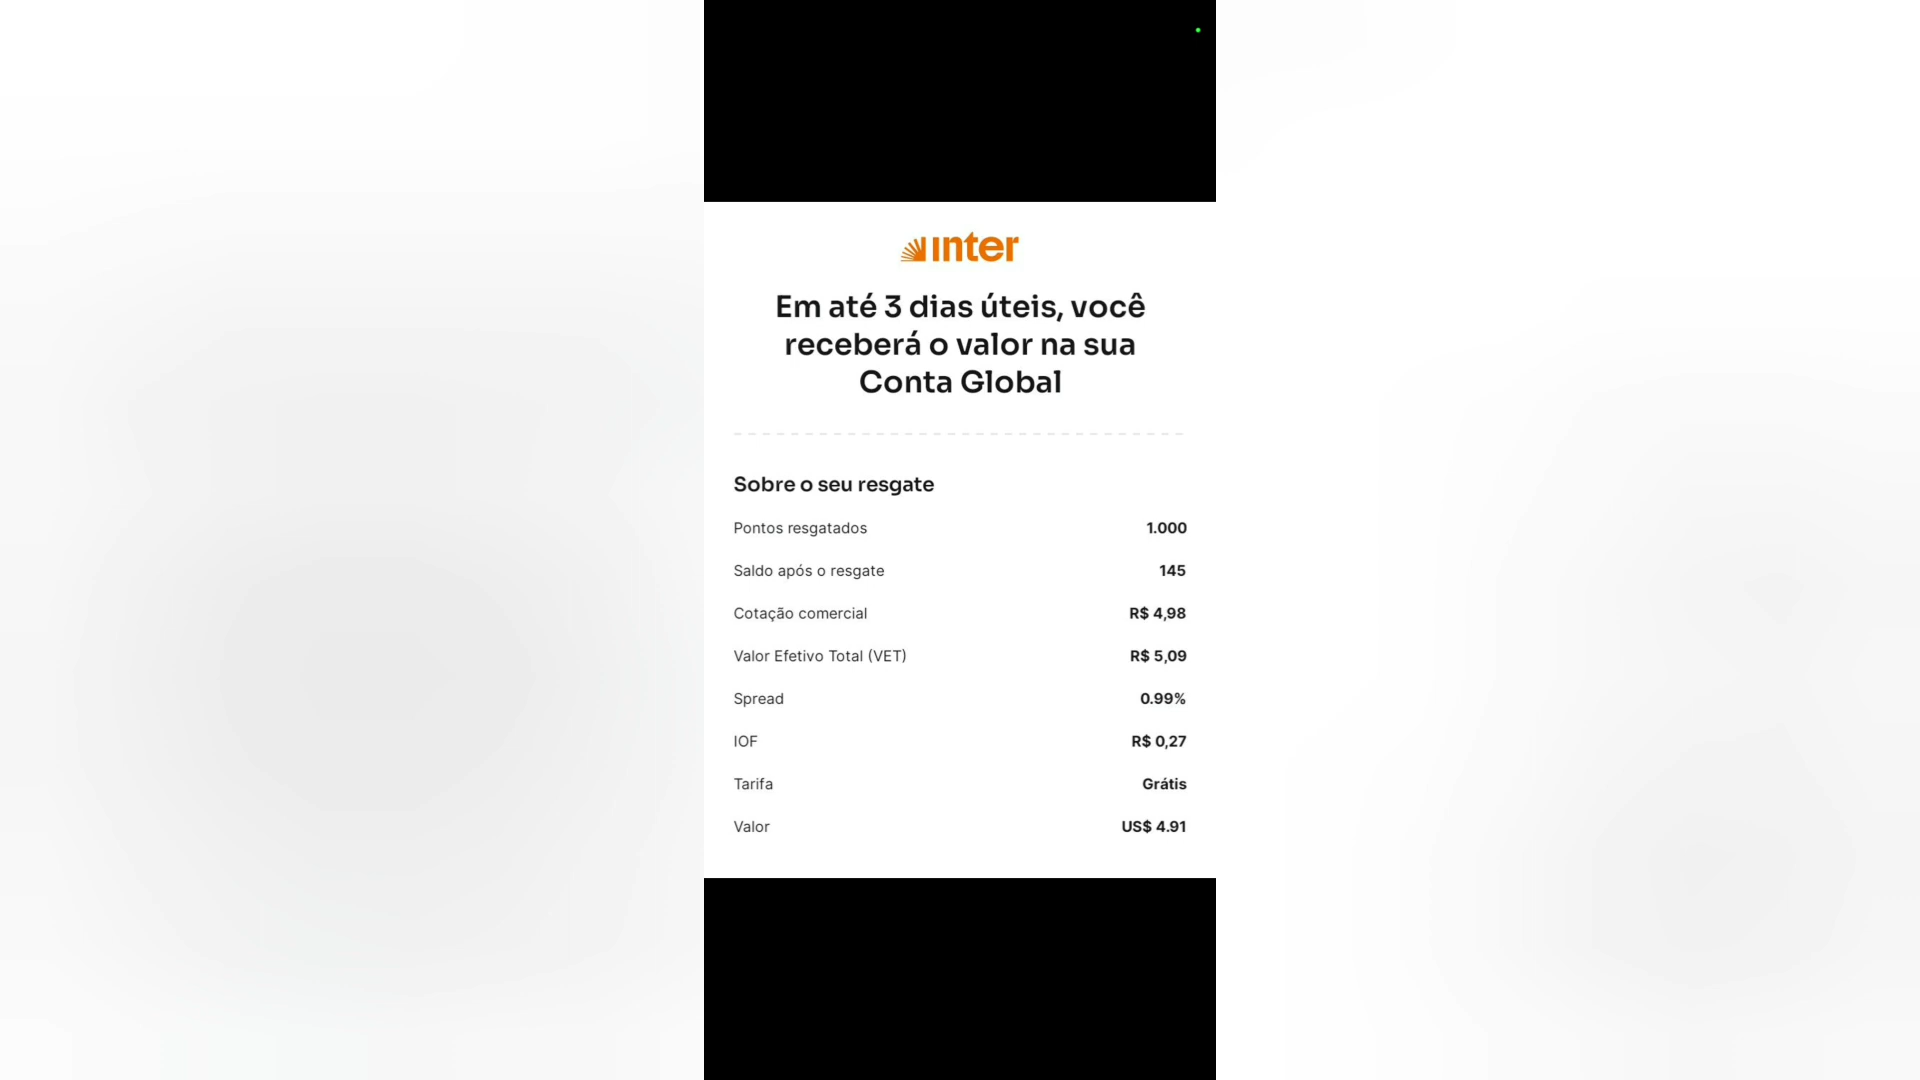 inter
Em até 3 dias úteis, você
receberá o valor na sua
Conta Global
Sobre o seu resgate
Pontos resgatados 1.000
Saldo após o resgate 145
Cotação comercial R$ 4,98
Valor Efetivo Total (VET) R$ 5,09
Spread 0.99%
IOF R$ 0,27
Tarifa Grátis
Valor US$ 4.91